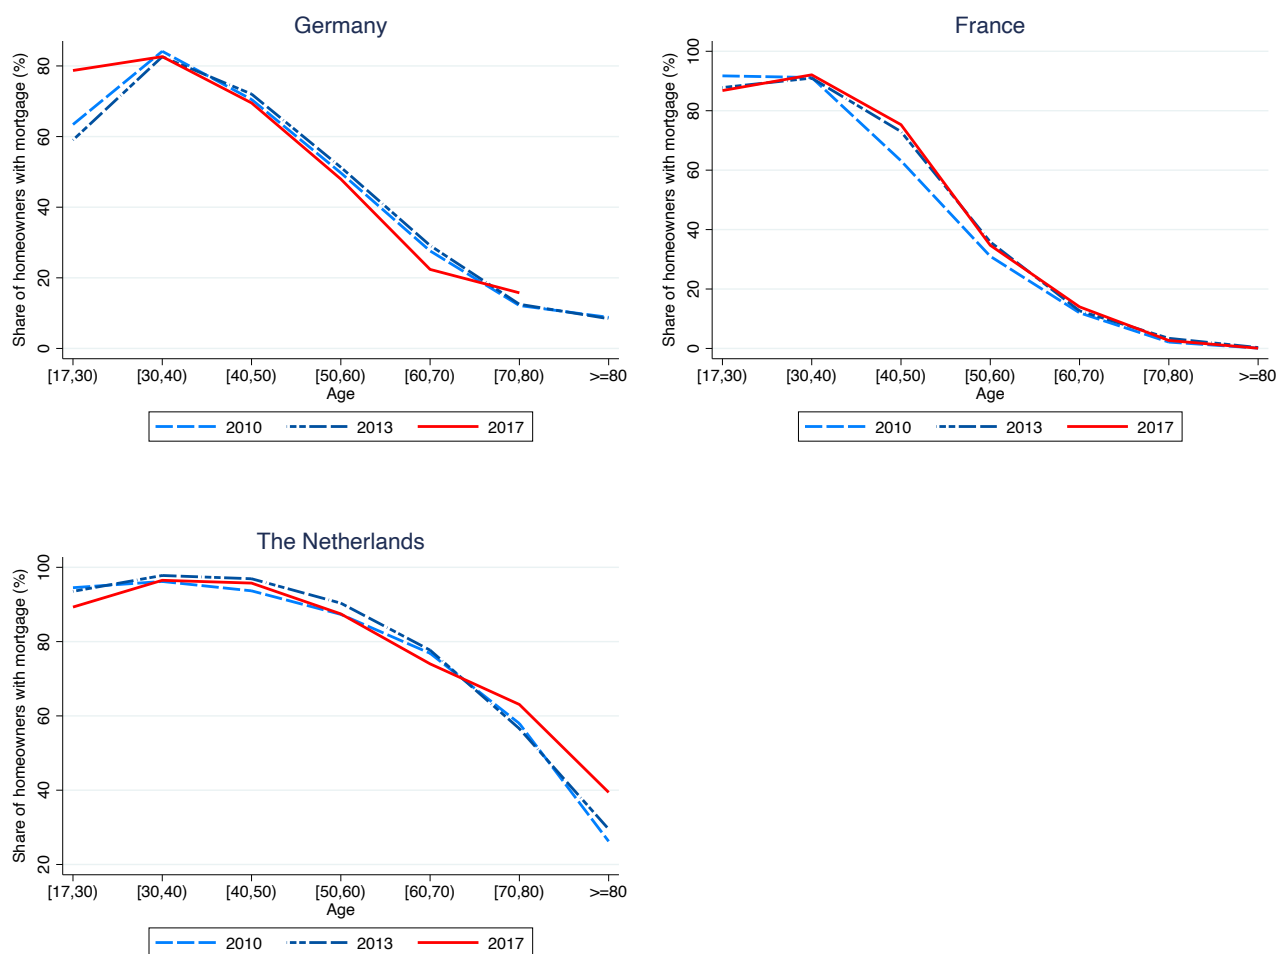 Germany
Share of homeowners with mortgage (%)
80
60
40
20
0
[17,30) [30,40) [40,50) [50,60) [60,70) [70,80) >=80
Age
2010 2013 2017
France
Share of homeowners with mortgage (%)
100
80
60
40
20
0
[17,30) [30,40) [40,50) [50,60) [60,70) [70,80) >=80
Age
2010 2013 2017
The Netherlands
Share of homeowners with mortgage (%)
100
80
60
40
20
[17,30) [30,40) [40,50) [50,60) [60,70) [70,80) >=80
Age
2010 2013 2017